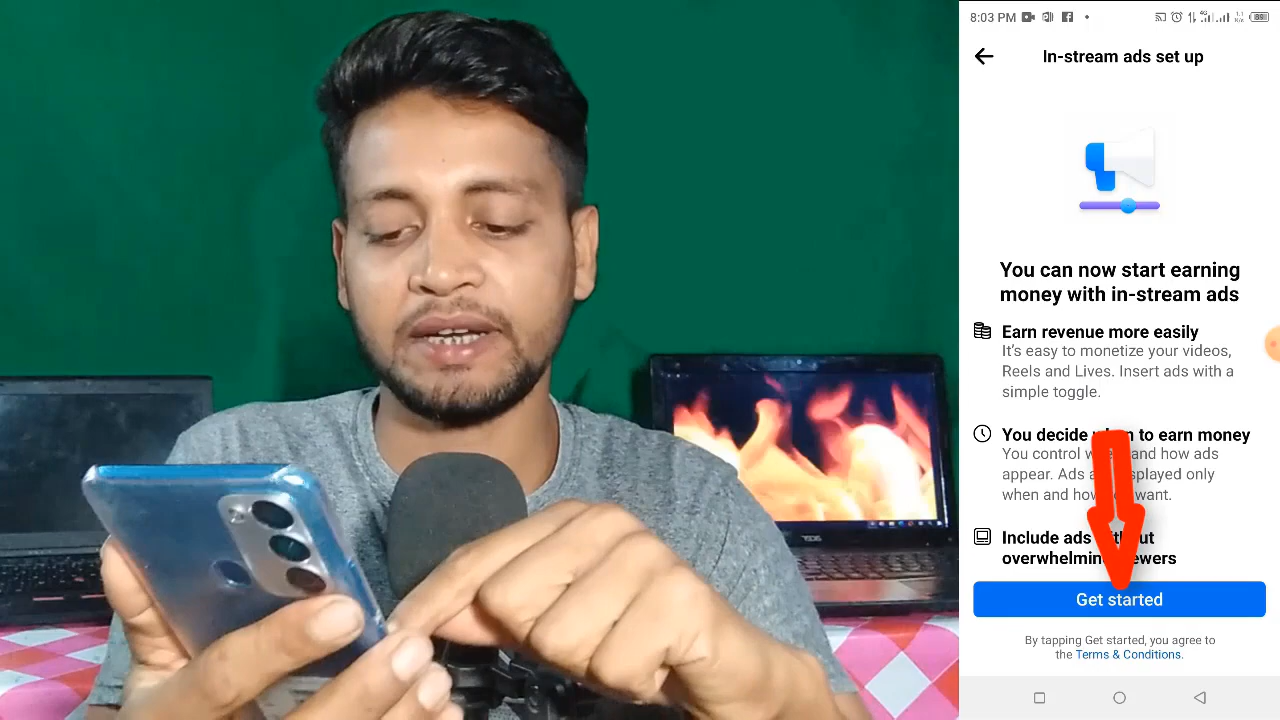 8:03 PM
In-stream ads set up
You can now start earning
money with in-stream ads
Earn revenue more easily
It's easy to monetize your videos,
Reels and Lives. Insert ads with a
simple toggle.
You decide to earn money
You control and how ads
appear. Ads displayed only
when and how want.
Include ads
overwhelming
Get started
By tapping Get started, you agree to
the Terms & Conditions.